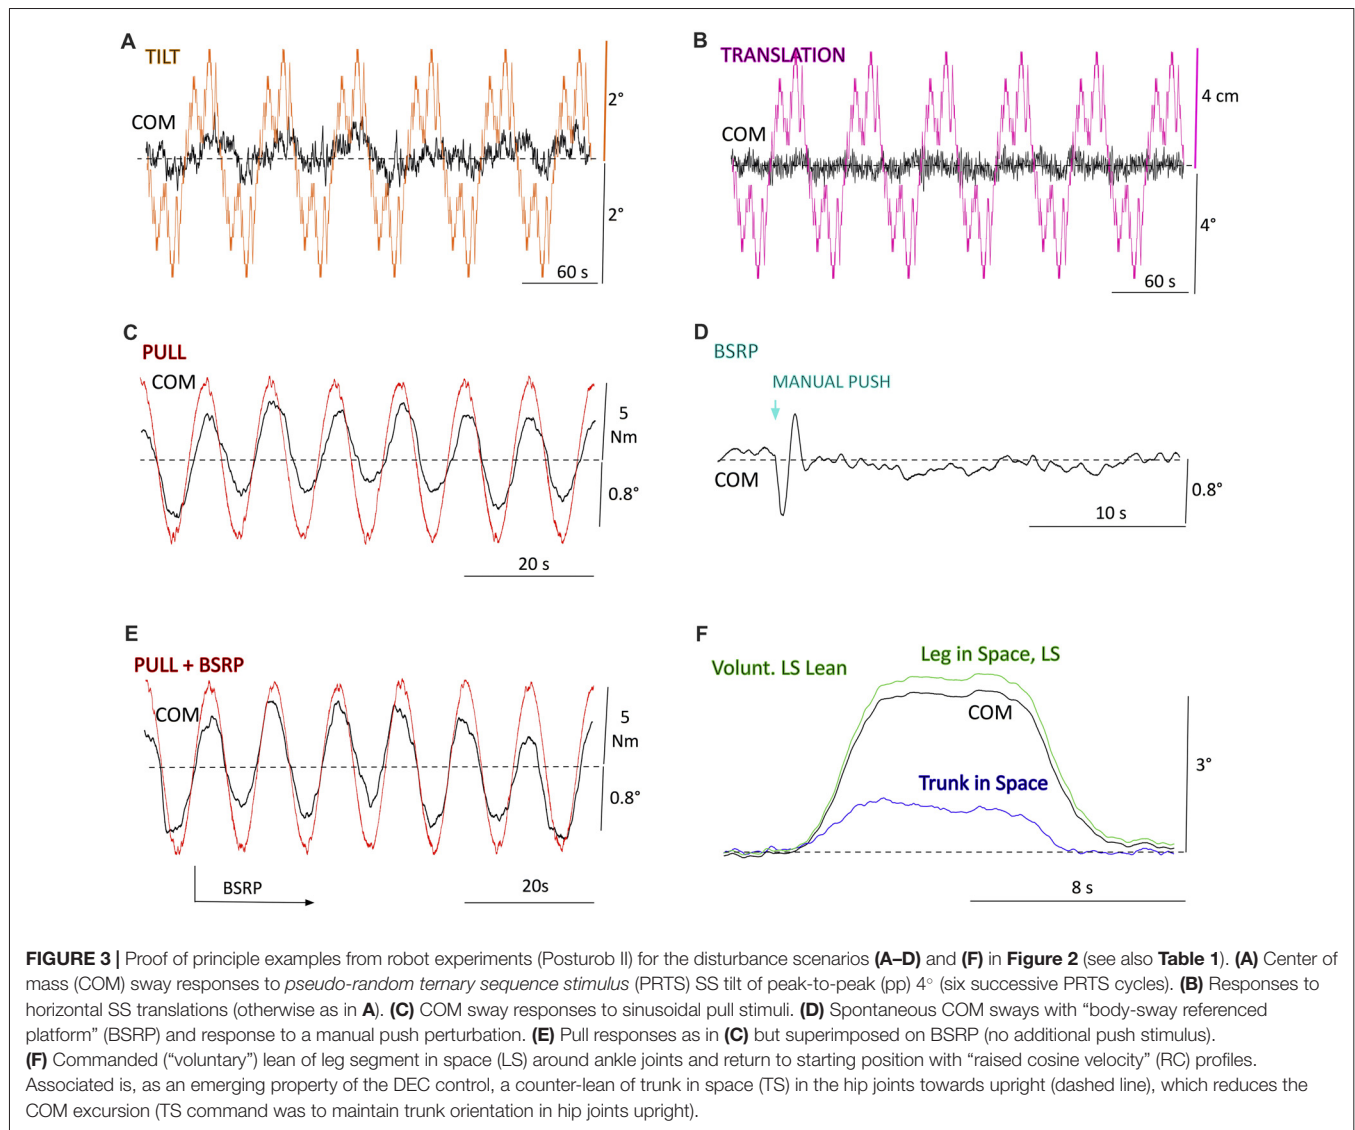 A
TILT
COM
2°
2°
60 s
B
TRANSLATION
COM
4 cm
4°
60 s
C
PULL
COM
5
Nm
0.8°
20 s
D
BSRP
MANUAL PUSH
COM
0.8°
10 s
E
PULL + BSRP
COM
5
Nm
0.8°
BSRP
20s
F
Volunt. LS Lean
Leg in Space, LS
COM
Trunk in Space
3°
8 s
FIGURE 3 | Proof of principle examples from robot experiments (Posturob II) for the disturbance scenarios (A–D) and (F) in Figure 2 (see also Table 1). (A) Center of
mass (COM) sway responses to pseudo-random ternary sequence stimulus (PRTS) SS tilt of peak-to-peak (pp) 4° (six successive PRTS cycles). (B) Responses to
horizontal SS translations (otherwise as in A). (C) COM sway responses to sinusoidal pull stimuli. (D) Spontaneous COM sways with “body-sway referenced
platform” (BSRP) and response to a manual push perturbation. (E) Pull responses as in (C) but superimposed on BSRP (no additional push stimulus).
(F) Commanded (“voluntary”) lean of leg segment in space (LS) around ankle joints and return to starting position with “raised cosine velocity” (RC) profiles.
Associated is, as an emerging property of the DEC control, a counter-lean of trunk in space (TS) in the hip joints towards upright (dashed line), which reduces the
COM excursion (TS command was to maintain trunk orientation in hip joints upright).